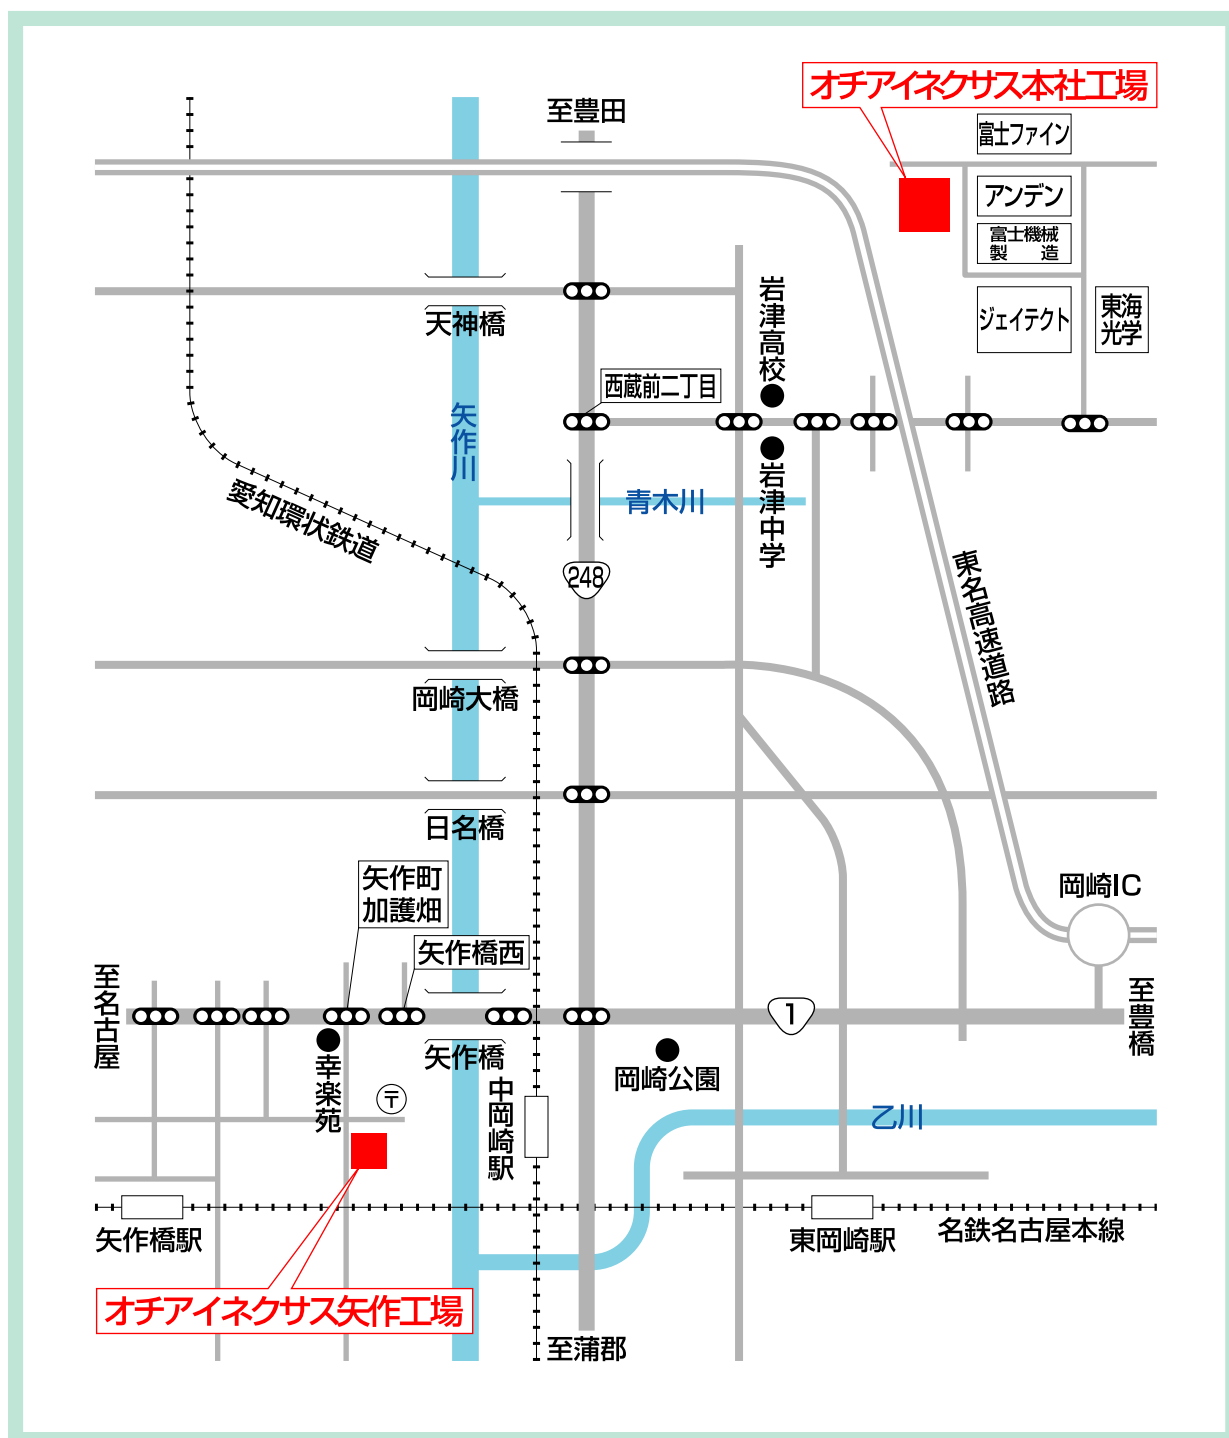 オチアイネクサス本社工場
至豊田
富士ファイン
アンデン
富士機械
製　造
ジェイテクト
東海
光学
岩津高校
天神橋
西蔵前二丁目
矢作川
青木川
岩津中学
愛知環状鉄道
248
東名高速道路
岡崎大橋
日名橋
矢作町
加護畑
岡崎IC
矢作橋西
至名古屋
1
至豊橋
矢作橋
幸楽苑
岡崎公園
〒
中岡崎駅
乙川
矢作橋駅
東岡崎駅
名鉄名古屋本線
オチアイネクサス矢作工場
至蒲郡